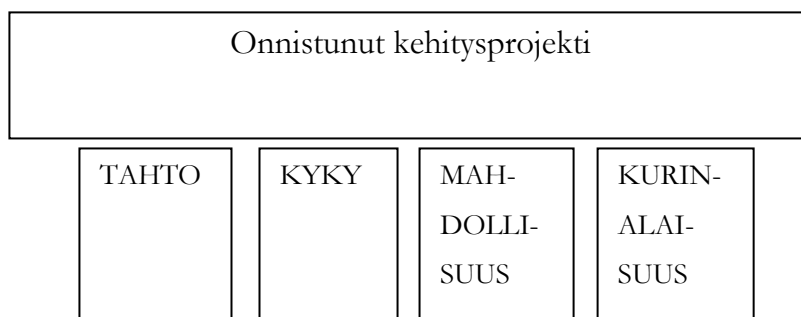 Onnistunut kehitysprojekti
TAHTO
KYKY
MAH-
DOLLI-
SUUS
KURIN-
ALAI-
SUUS